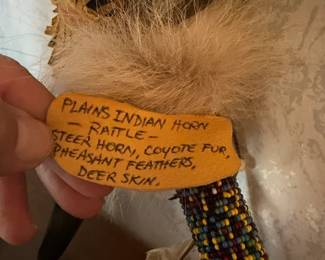 PLAINS INDIAN HORN
- RATTLE -
STEER HORN, COYOTE FUR,
PHEASANT FEATHERS,
DEER SKIN.